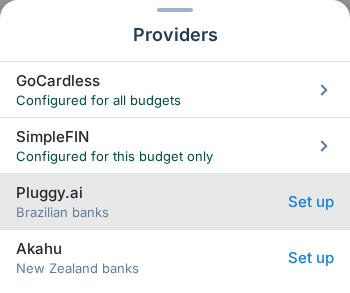 Providers
GoCardless
Configured for all budgets
SimpleFIN
Configured for this budget only
Pluggy.ai
Set up
Brazilian banks
Akahu
Set up
New Zealand banks